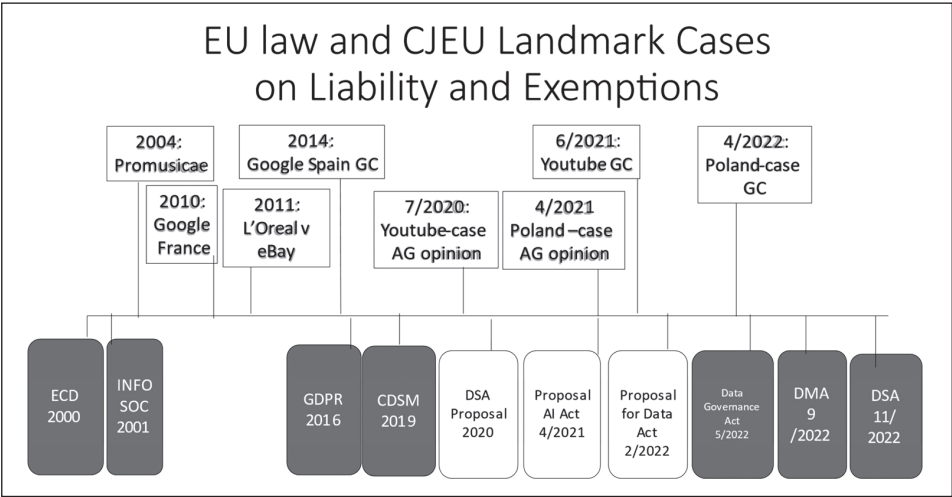 EU law and CJEU Landmark Cases
on Liability and Exemptions
2004:
Promusicae
2010:
Google
France
2014:
Google Spain GC
2011:
L'Oreal v
eBay
7/2020:
Youtube-case
AG opinion
4/2021
Poland –case
AG opinion
6/2021:
Youtube GC
4/2022:
Poland-case
GC
ECD
2000
INFO
SOC
2001
GDPR
2016
CDSM
2019
DSA
Proposal
2020
Proposal
AI Act
4/2021
Proposal
for Data
Act
2/2022
Data
Governance
Act
5/2022
DMA
9
/2022
DSA
11/
2022